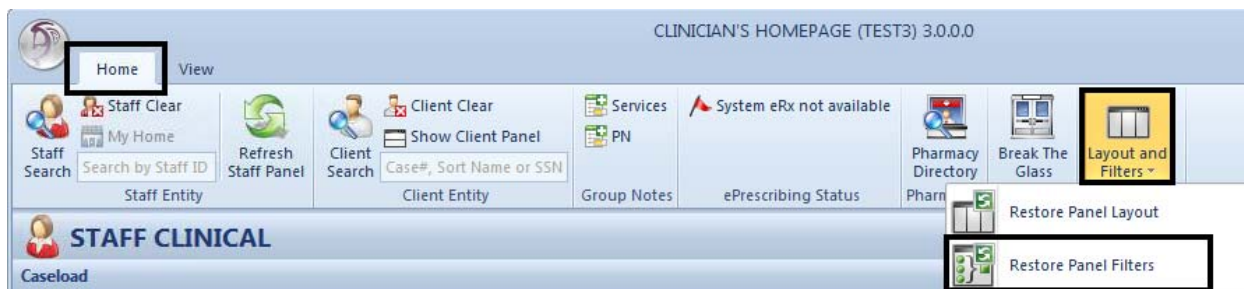 CLINICIAN'S HOMEPAGE (TEST3) 3.0.0.0
Home View
Staff Search
Staff Clear
My Home
Search by Staff ID
Refresh Staff Panel
Staff Entity
Client Search
Client Clear
Show Client Panel
Case#, Sort Name or SSN
Client Entity
Services
PN
Group Notes
System eRx not available
ePrescribing Status
Pharmacy Directory
Pharm
Break The Glass
Layout and Filters
Restore Panel Layout
Restore Panel Filters
STAFF CLINICAL
Caseload